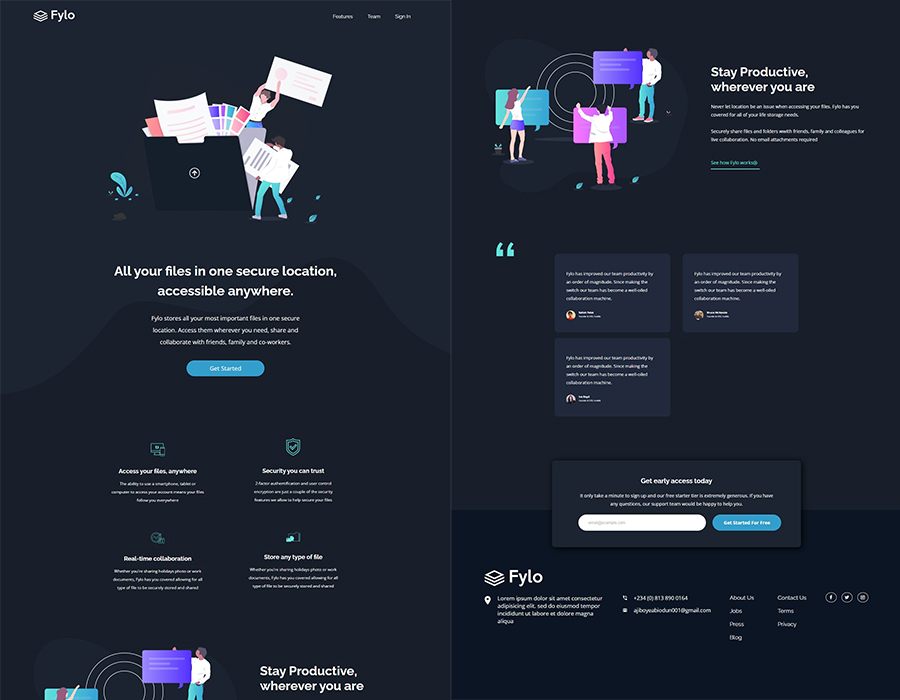 Fylo
Features Team Sign In
All your files in one secure location,
accessible anywhere.
Fylo stores all your most important files in one secure
location. Access them wherever you need, share and
collaborate with friends, family and co-workers.
Get Started
Access your files, anywhere
The ability to use a smartphone, tablet or
computer to access your account means your files
follow you everywhere
Security you can trust
2-factor authentification and user control
encryption are just a couple of the security
features we allow to help secure your files
Real-time collaboration
Whether you're sharing holidays photo or work
documents, Fylo has you covered allowing for all
type of file to be securely stored and shared
Store any type of file
Whether you're sharing holidays photo or work
documents, Fylo has you covered allowing for all
type of file to be securely stored and shared
Stay Productive,
wherever you are
Stay Productive,
wherever you are
Never let location be an issue when accessing your files. Fylo has you
covered for all of your life storage needs.
Securely share files and folders wwith friends, family and colleagues for
live collaboration. No email attachments required
See how Fylo works
Fylo has improved our team productivity by
an order of magnitude. Since making the
switch our team has become a well-oiled
collaboration machine.
Fylo has improved our team productivity by
an order of magnitude. Since making the
switch our team has become a well-oiled
collaboration machine.
Fylo has improved our team productivity by
an order of magnitude. Since making the
switch our team has become a well-oiled
collaboration machine.
Get early access today
It only take a minute to sign up and our free starter tier is extremely generous. If you have
any questions, our support team would be happy to help you.
email@example.com
Get Started For Free
Fylo
Lorem ipsum dolor sit amet consectetur
adipisicing elit. sed do eiusmod tempor
incididunt ut labore et dolore magna
aliqua
+234 (0) 813 890 0164
ajiboyeabiodun001@gmail.com
About Us
Jobs
Press
Blog
Contact Us
Terms
Privacy